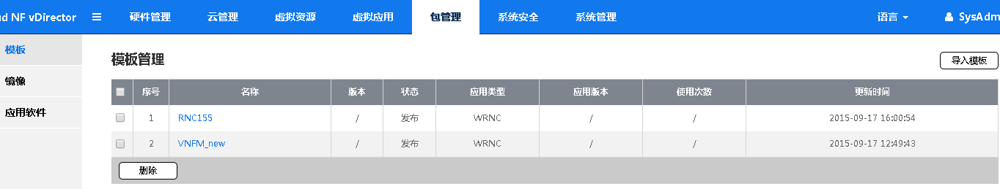 d NF vDirector 硬件管理 云管理 虚拟资源 虚拟应用 包管理 系统安全 系统管理 语言 SysAdm
模板
镜像
应用软件
模板管理
导入模板
序号 名称 版本 状态 应用类型 应用版本 使用次数 更新时间
1 RNC155 / 发布 WRNC / / 2015-09-17 16:00:54
2 VNFM_new / 发布 WRNC / / 2015-09-17 12:49:43
删除